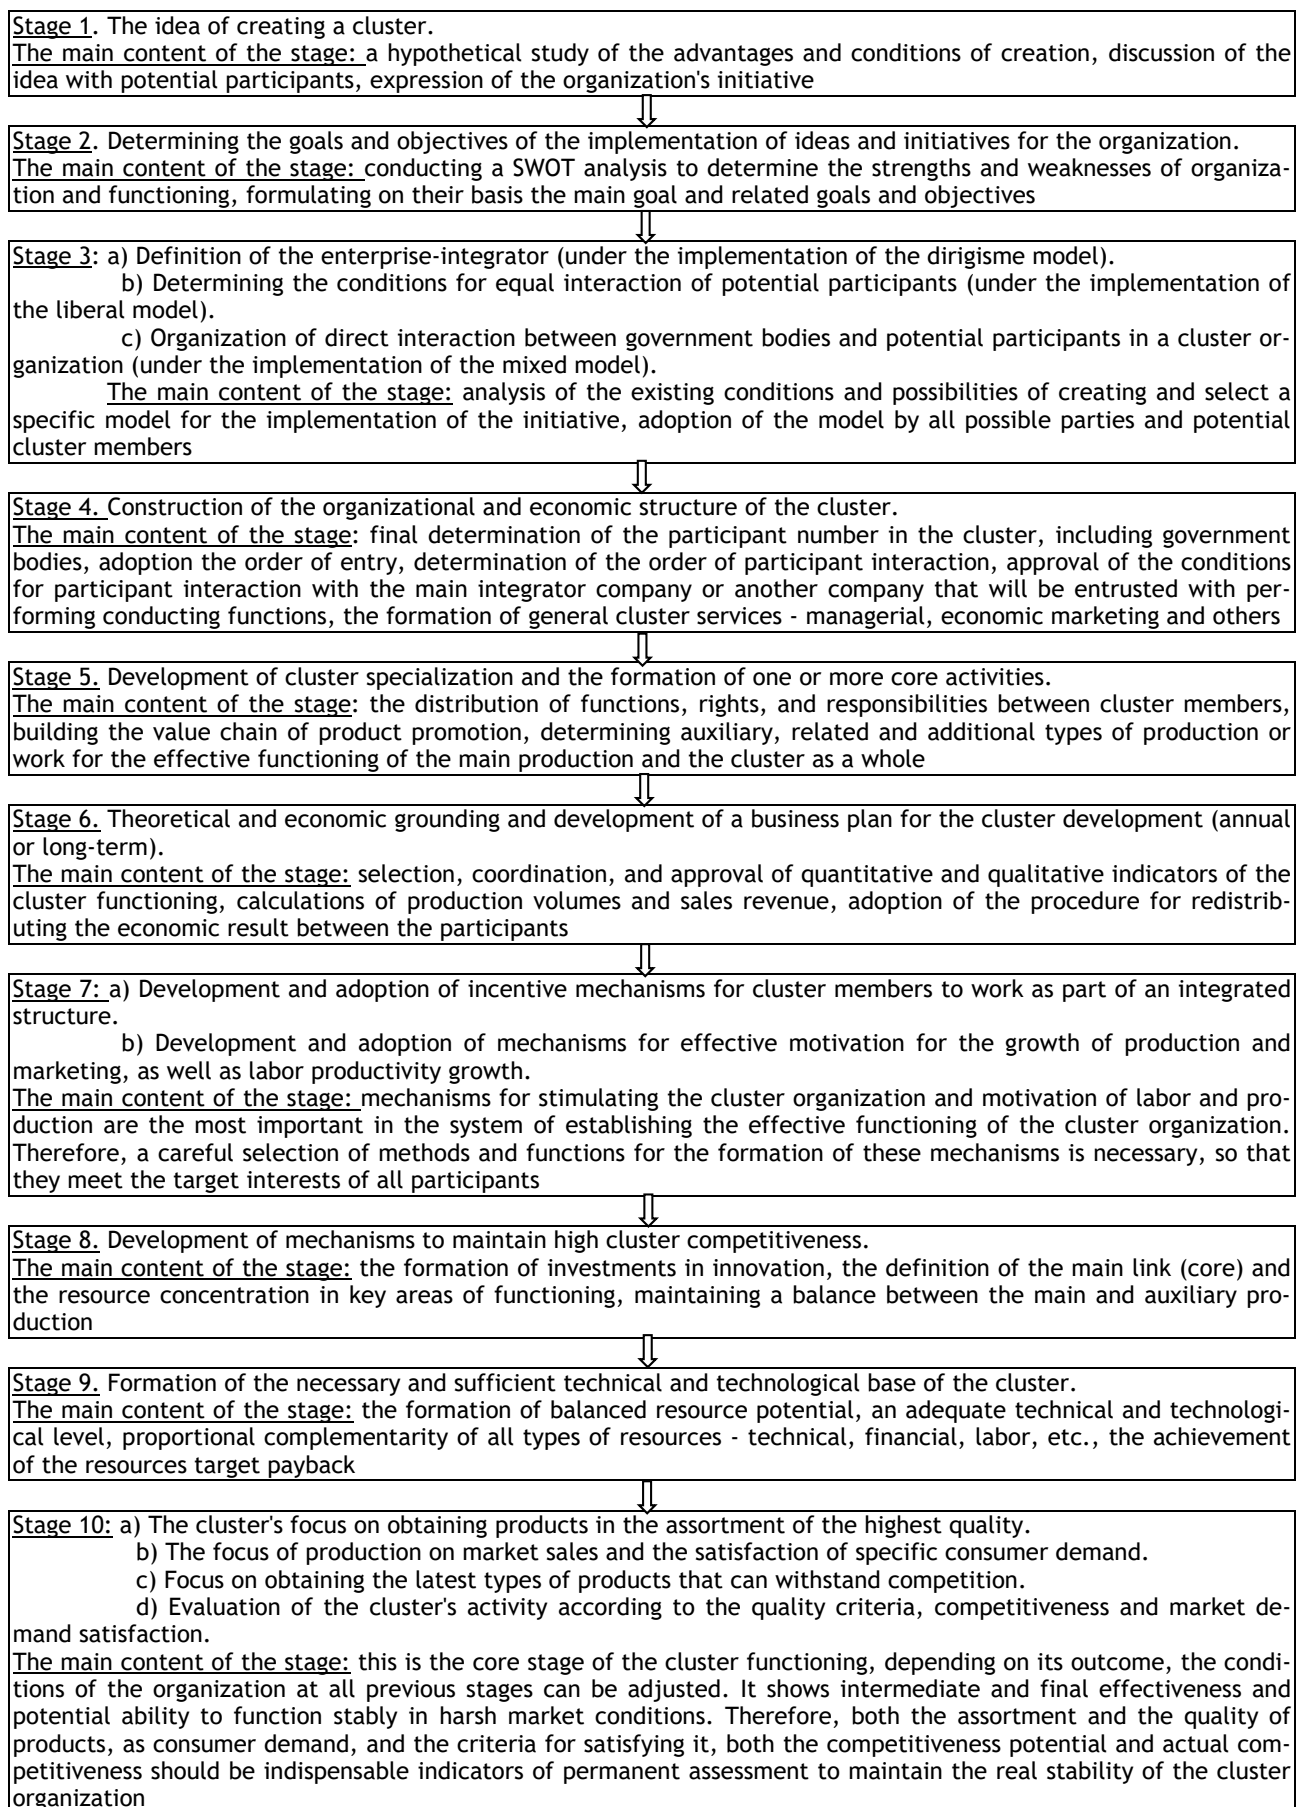 Stage 1. The idea of creating a cluster.
The main content of the stage: a hypothetical study of the advantages and conditions of creation, discussion of the
idea with potential participants, expression of the organization's initiative
Stage 2. Determining the goals and objectives of the implementation of ideas and initiatives for the organization.
The main content of the stage: conducting a SWOT analysis to determine the strengths and weaknesses of organiza-
tion and functioning, formulating on their basis the main goal and related goals and objectives
Stage 3: a) Definition of the enterprise-integrator (under the implementation of the dirigisme model).
b) Determining the conditions for equal interaction of potential participants (under the implementation of
the liberal model).
c) Organization of direct interaction between government bodies and potential participants in a cluster or-
ganization (under the implementation of the mixed model).
The main content of the stage: analysis of the existing conditions and possibilities of creating and select a
specific model for the implementation of the initiative, adoption of the model by all possible parties and potential
cluster members
Stage 4. Construction of the organizational and economic structure of the cluster.
The main content of the stage: final determination of the participant number in the cluster, including government
bodies, adoption the order of entry, determination of the order of participant interaction, approval of the conditions
for participant interaction with the main integrator company or another company that will be entrusted with per-
forming conducting functions, the formation of general cluster services - managerial, economic marketing and others
Stage 5. Development of cluster specialization and the formation of one or more core activities.
The main content of the stage: the distribution of functions, rights, and responsibilities between cluster members,
building the value chain of product promotion, determining auxiliary, related and additional types of production or
work for the effective functioning of the main production and the cluster as a whole
Stage 6. Theoretical and economic grounding and development of a business plan for the cluster development (annual
or long-term).
The main content of the stage: selection, coordination, and approval of quantitative and qualitative indicators of the
cluster functioning, calculations of production volumes and sales revenue, adoption of the procedure for redistrib-
uting the economic result between the participants
Stage 7: a) Development and adoption of incentive mechanisms for cluster members to work as part of an integrated
structure.
b) Development and adoption of mechanisms for effective motivation for the growth of production and
marketing, as well as labor productivity growth.
The main content of the stage: mechanisms for stimulating the cluster organization and motivation of labor and pro-
duction are the most important in the system of establishing the effective functioning of the cluster organization.
Therefore, a careful selection of methods and functions for the formation of these mechanisms is necessary, so that
they meet the target interests of all participants
Stage 8. Development of mechanisms to maintain high cluster competitiveness.
The main content of the stage: the formation of investments in innovation, the definition of the main link (core) and
the resource concentration in key areas of functioning, maintaining a balance between the main and auxiliary pro-
duction
Stage 9. Formation of the necessary and sufficient technical and technological base of the cluster.
The main content of the stage: the formation of balanced resource potential, an adequate technical and technologi-
cal level, proportional complementarity of all types of resources - technical, financial, labor, etc., the achievement
of the resources target payback
Stage 10: a) The cluster's focus on obtaining products in the assortment of the highest quality.
b) The focus of production on market sales and the satisfaction of specific consumer demand.
c) Focus on obtaining the latest types of products that can withstand competition.
d) Evaluation of the cluster's activity according to the quality criteria, competitiveness and market de-
mand satisfaction.
The main content of the stage: this is the core stage of the cluster functioning, depending on its outcome, the condi-
tions of the organization at all previous stages can be adjusted. It shows intermediate and final effectiveness and
potential ability to function stably in harsh market conditions. Therefore, both the assortment and the quality of
products, as consumer demand, and the criteria for satisfying it, both the competitiveness potential and actual com-
petitiveness should be indispensable indicators of permanent assessment to maintain the real stability of the cluster
organization